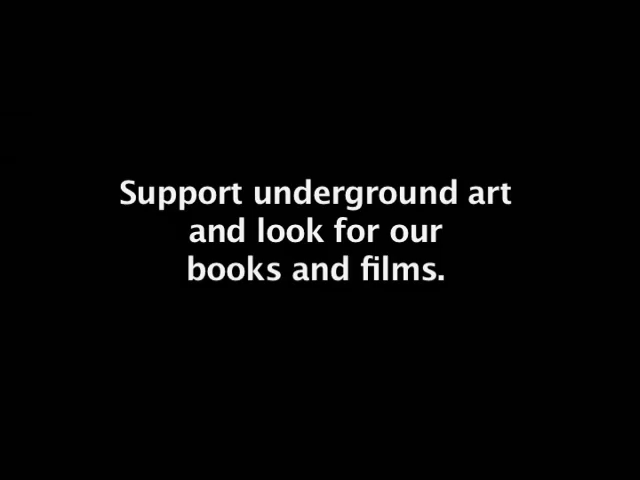 Support underground art
and look for our
books and films.